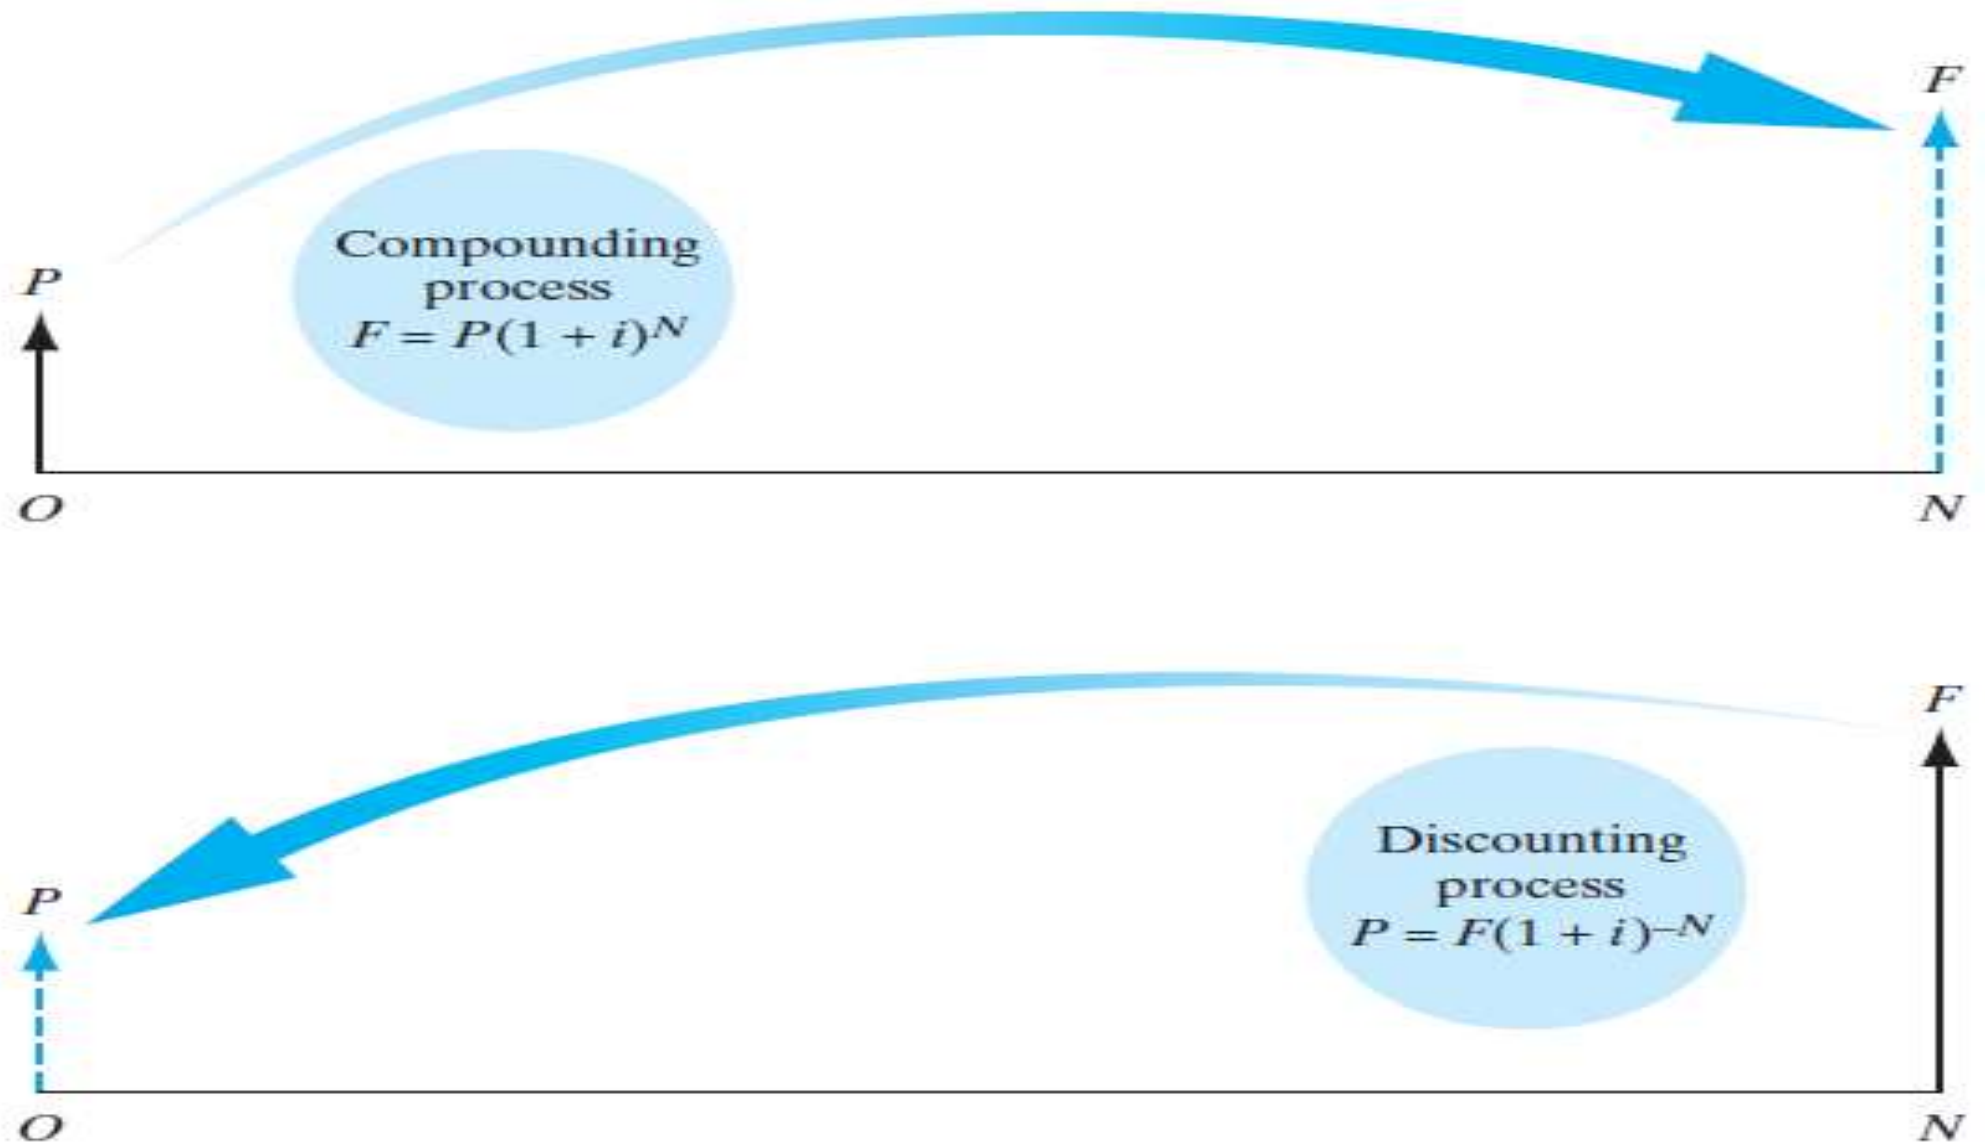 F
P
Compounding
process
F = P(1 + i)^N
O
N
F
P
Discounting
process
P = F(1 + i)^–N
O
N